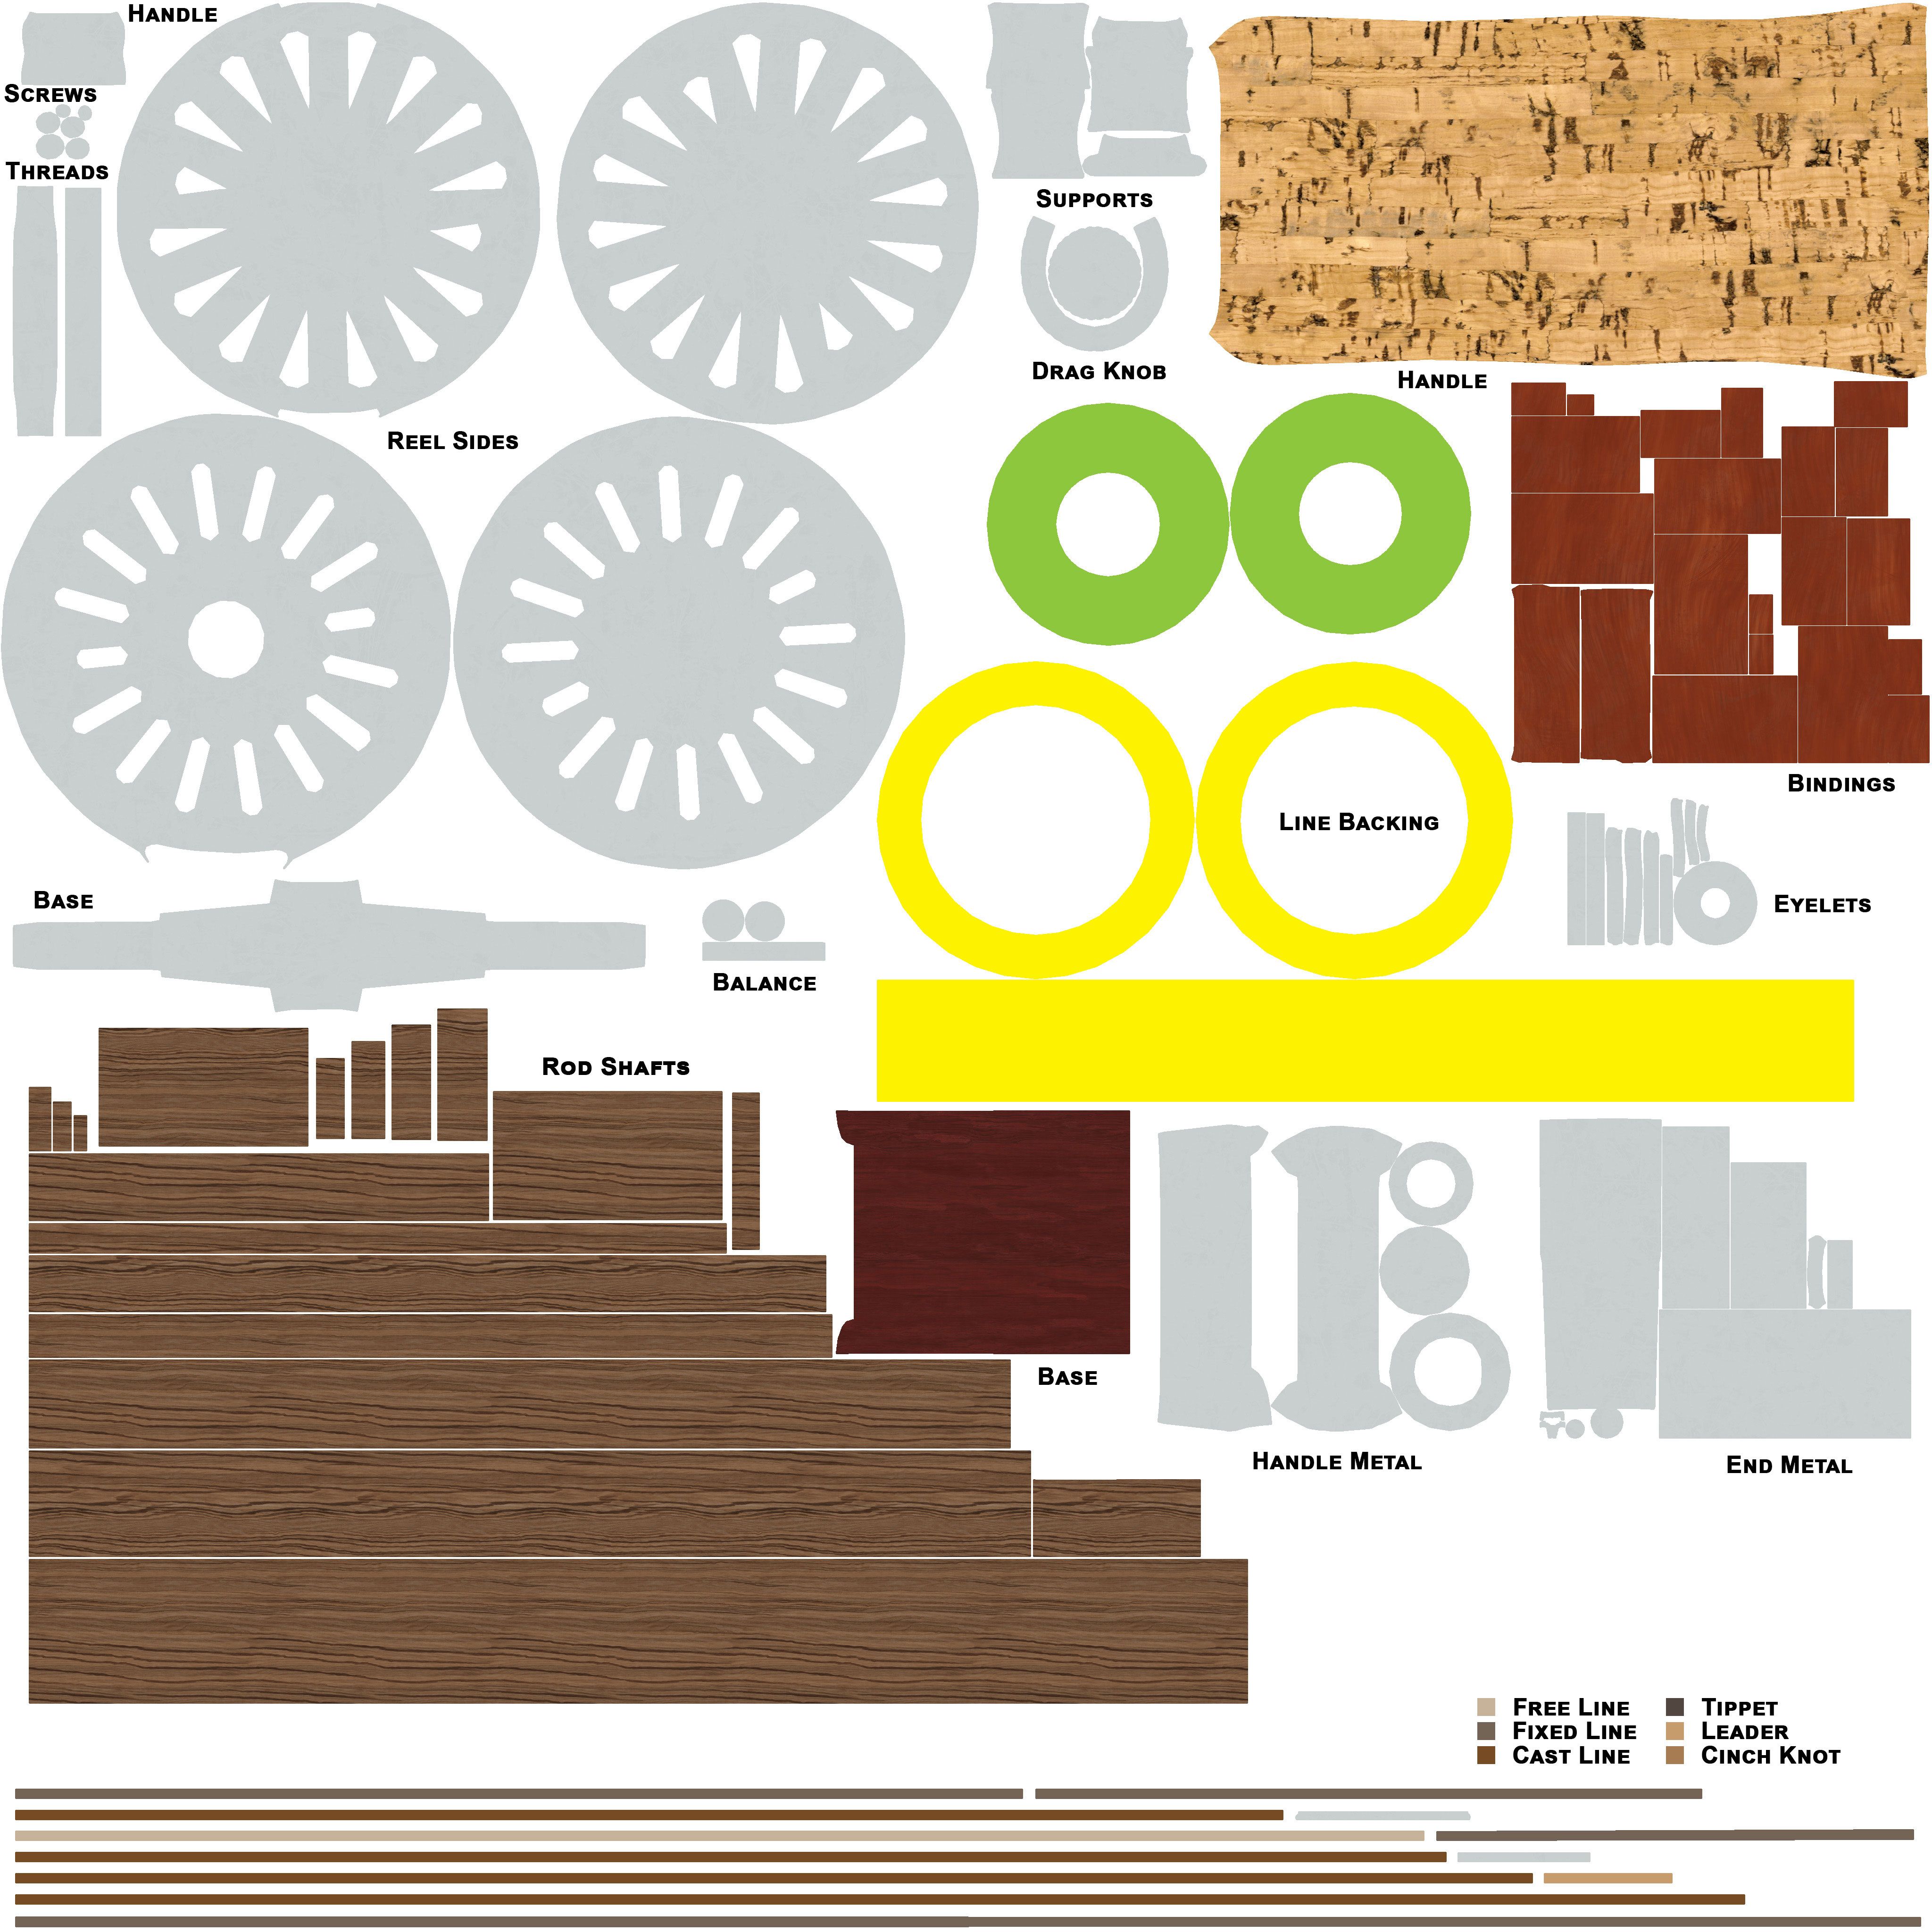 Handle
Screws
Threads
Supports
Drag Knob
Handle
Reel Sides
Bindings
Line Backing
Base
Eyelets
Balance
Rod Shafts
Base
Handle Metal
End Metal
Free Line
Tippet
Fixed Line
Leader
Cast Line
Cinch Knot